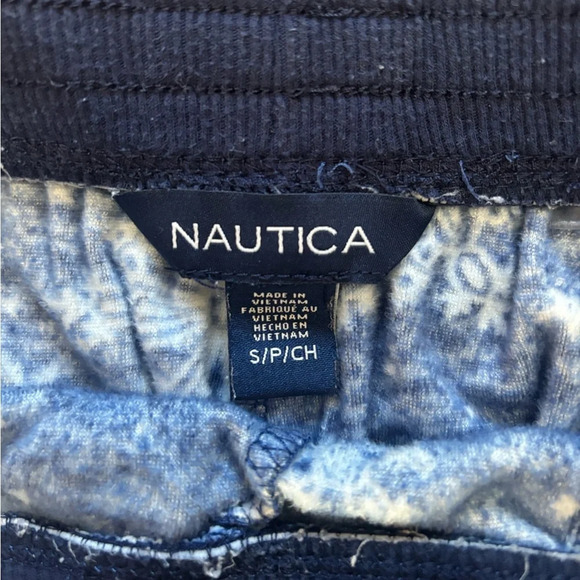 NAUTICA
MADE IN
VIETNAM
FABRIQUÉ AU
VIETNAM
HECHO EN
VIETNAM
S/P/CH